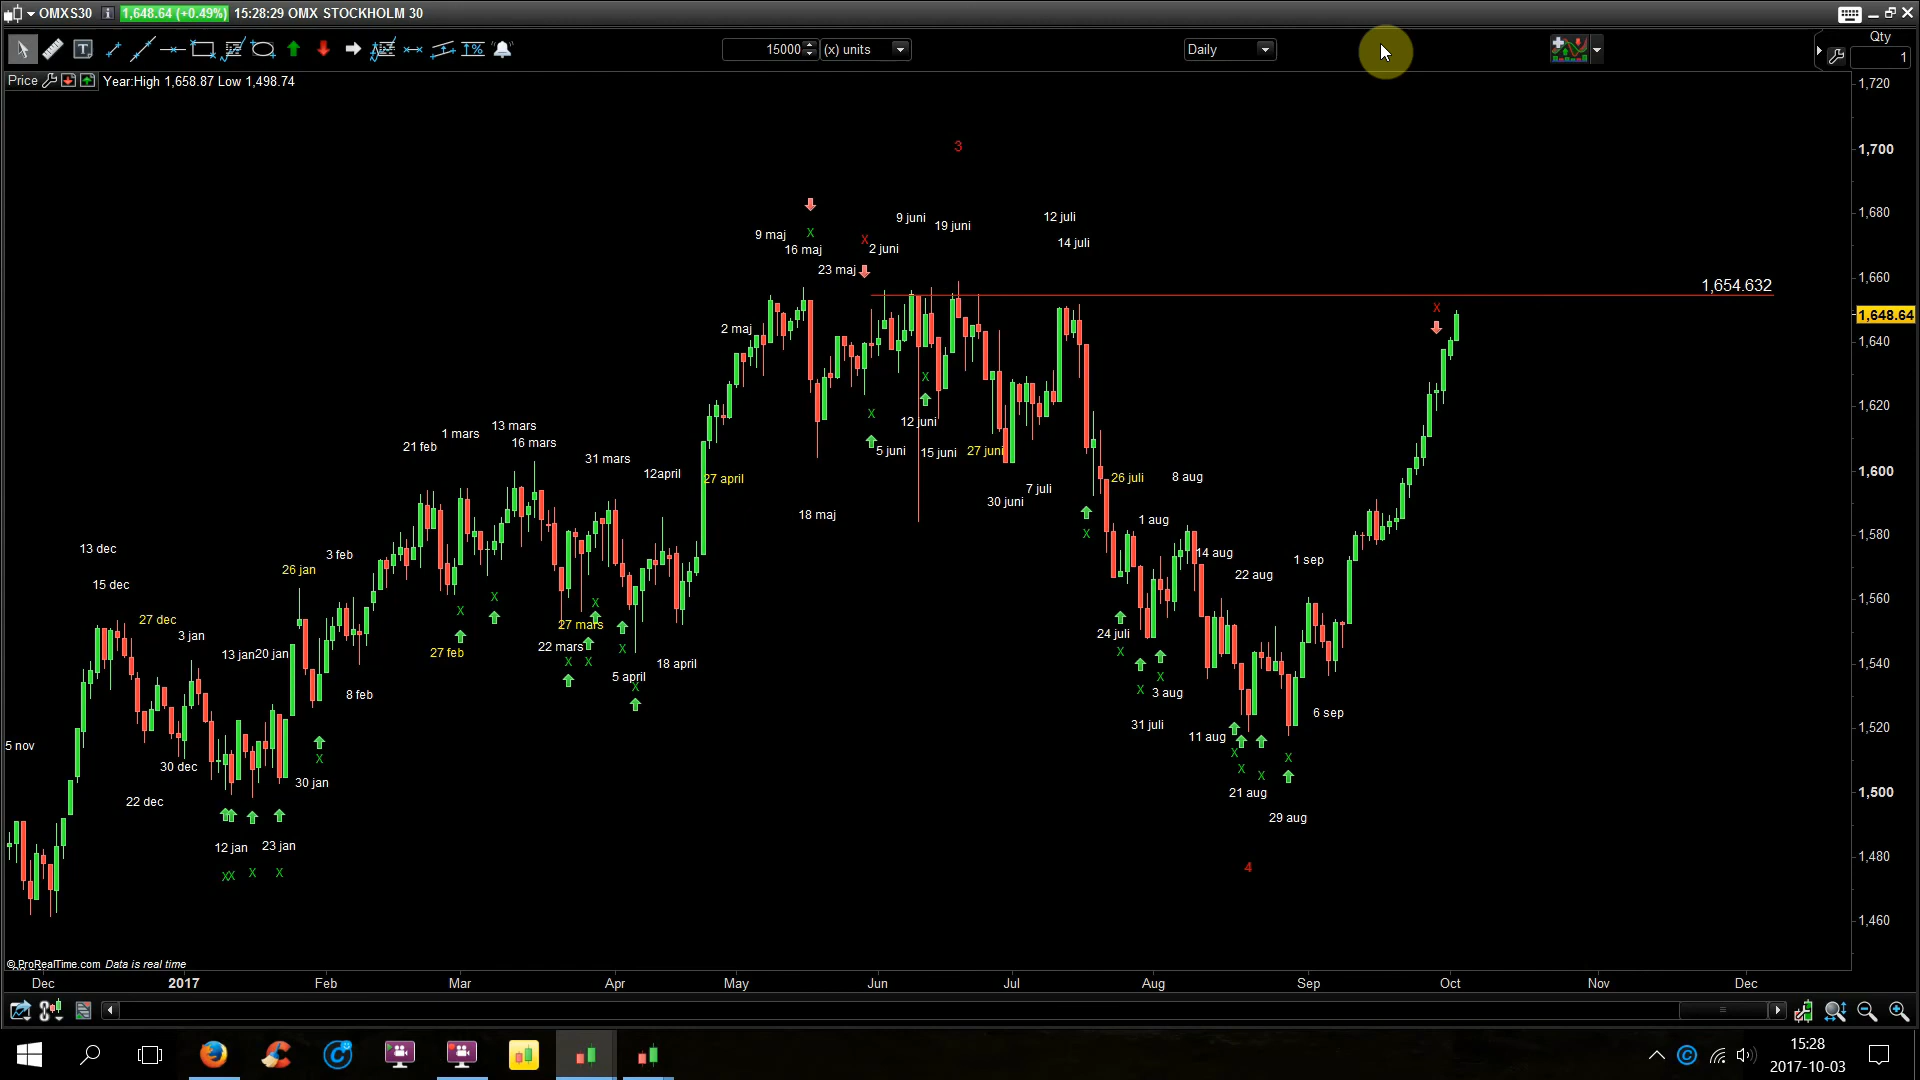 OMXS30 i 1,648.64 (+0.49%) 15:28:29 OMX STOCKHOLM 30
T 1% 15000 (x) units Daily Qty
1
Price Year:High 1,658.87 Low 1,498.74
1,720
3
1,700
9 juni 12 juli 1,680
9 maj X 19 juni
16 maj X 2 juni 14 juli
23 maj 1,660
1,654.632
X
1,648.64
2 maj
1,640
X
X 1,620
1 mars 13 mars 12 juni
21 feb 16 mars 5 juni 15 juni 27 juni
31 mars 12april 1,600
27 april 26 juli 8 aug
7 juli
30 juni
18 maj 1 aug
X 1,580
13 dec 3 feb 14 aug 1 sep
26 jan 22 aug
15 dec
X X 1,560
X
27 dec 27 mars
3 jan 24 juli
13 jan 20 jan 27 feb 22 mars X X X
18 april 1,540
5 april X
X
8 feb X 3 aug
31 juli 6 sep
1,520
5 nov 11 aug
X X X
30 dec X X
30 jan
22 dec 21 aug 1,500
29 aug
12 jan 23 jan
1,480
XX X X 4
1,460
© ProRealTime.com Data is real time
Dec 2017 Feb Mar Apr May Jun Jul Aug Sep Oct Nov Dec
15:28
2017-10-03